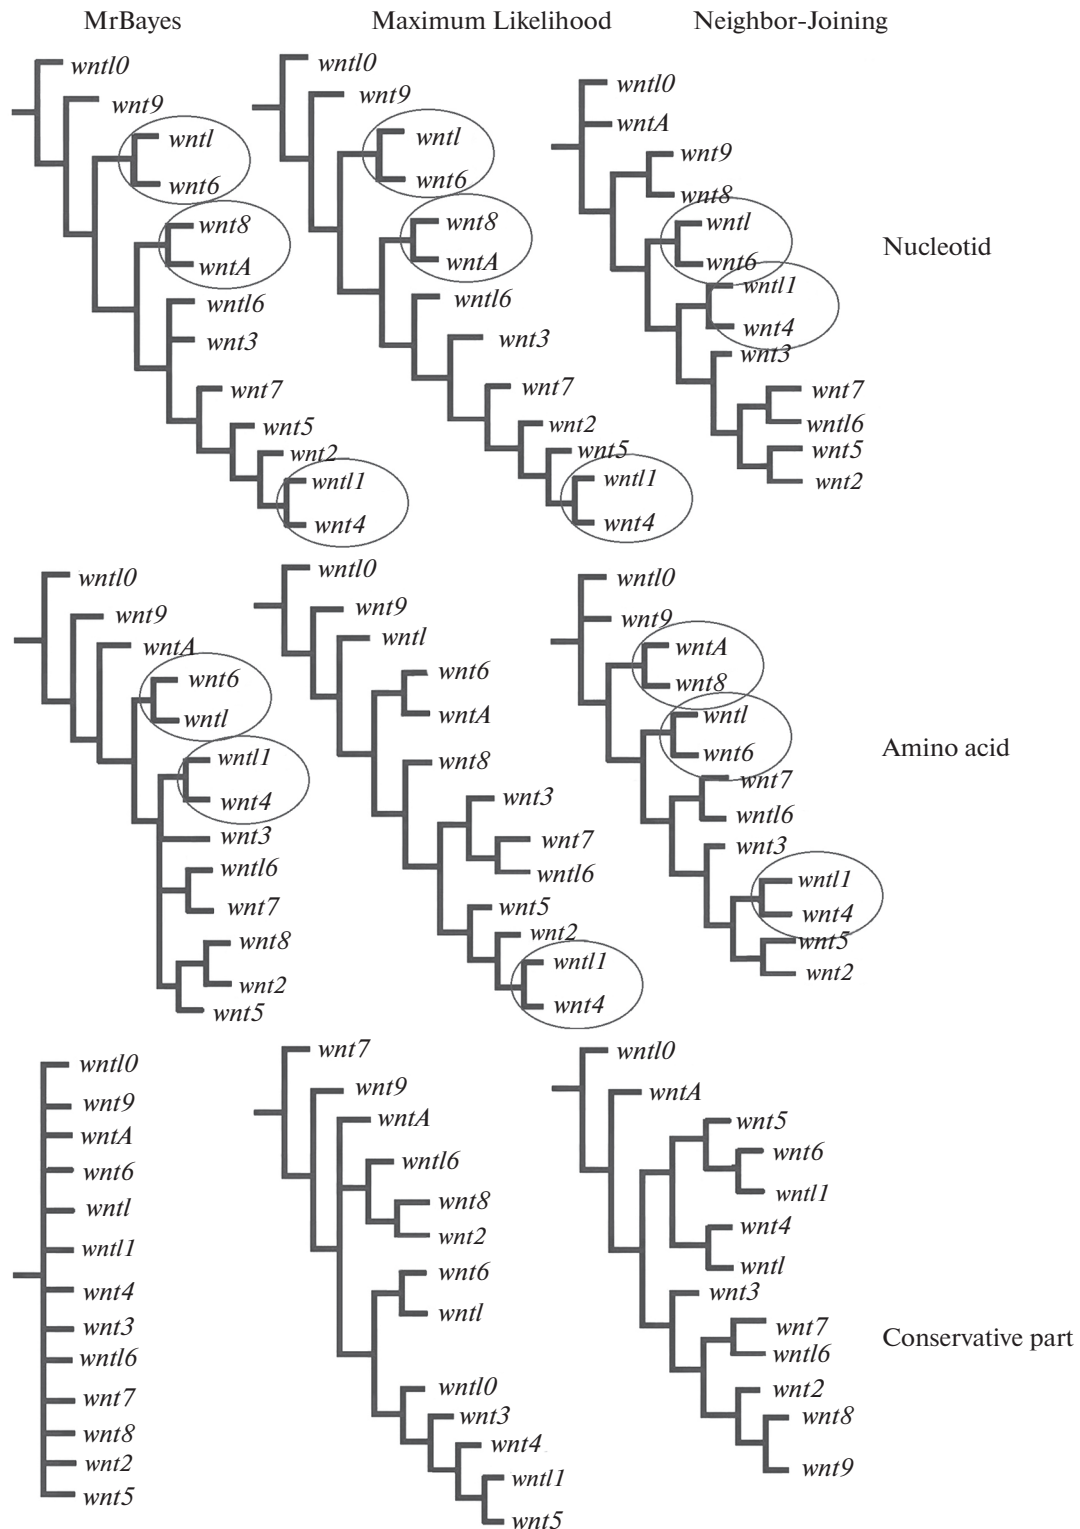 MrBayes
Maximum Likelihood
Neighbor-Joining
wntl0
wnt9
wntl
wnt6
wnt8
wntA
wntl6
wnt3
wnt7
wnt5
wnt2
wntl1
wnt4
wntl0
wnt9
wntl
wnt6
wnt8
wntA
wntl6
wnt3
wnt7
wnt2
wnt5
wntl1
wnt4
wntl0
wntA
wnt9
wnt8
wntl
wnt6
wntl1
wnt4
wnt3
wnt7
wntl6
wnt5
wnt2
Nucleotid
wntl0
wnt9
wntA
wnt6
wntl
wntl1
wnt4
wnt3
wntl6
wnt7
wnt8
wnt2
wnt5
wntl0
wnt9
wntl
wnt6
wntA
wnt8
wnt3
wnt7
wntl6
wnt5
wnt2
wntl1
wnt4
wntl0
wnt9
wntA
wnt8
wntl
wnt6
wnt7
wntl6
wnt3
wntl1
wnt4
wnt5
wnt2
Amino acid
wntl0
wnt9
wntA
wnt6
wntl
wntl1
wnt4
wnt3
wntl6
wnt7
wnt8
wnt2
wnt5
wnt7
wnt9
wntA
wntl6
wnt8
wnt2
wnt6
wntl
wntl0
wnt3
wnt4
wntl1
wnt5
wntl0
wntA
wnt5
wnt6
wntl1
wnt4
wntl
wnt3
wnt7
wntl6
wnt2
wnt8
wnt9
Conservative part